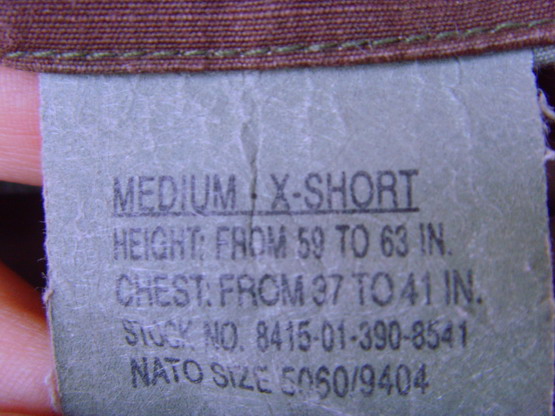 MEDIUM - X-SHORT
HEIGHT: FROM 59 TO 63 IN.
CHEST: FROM 37 TO 41 IN.
STOCK NO. 8415-01-390-8541
NATO SIZE 5060/9404